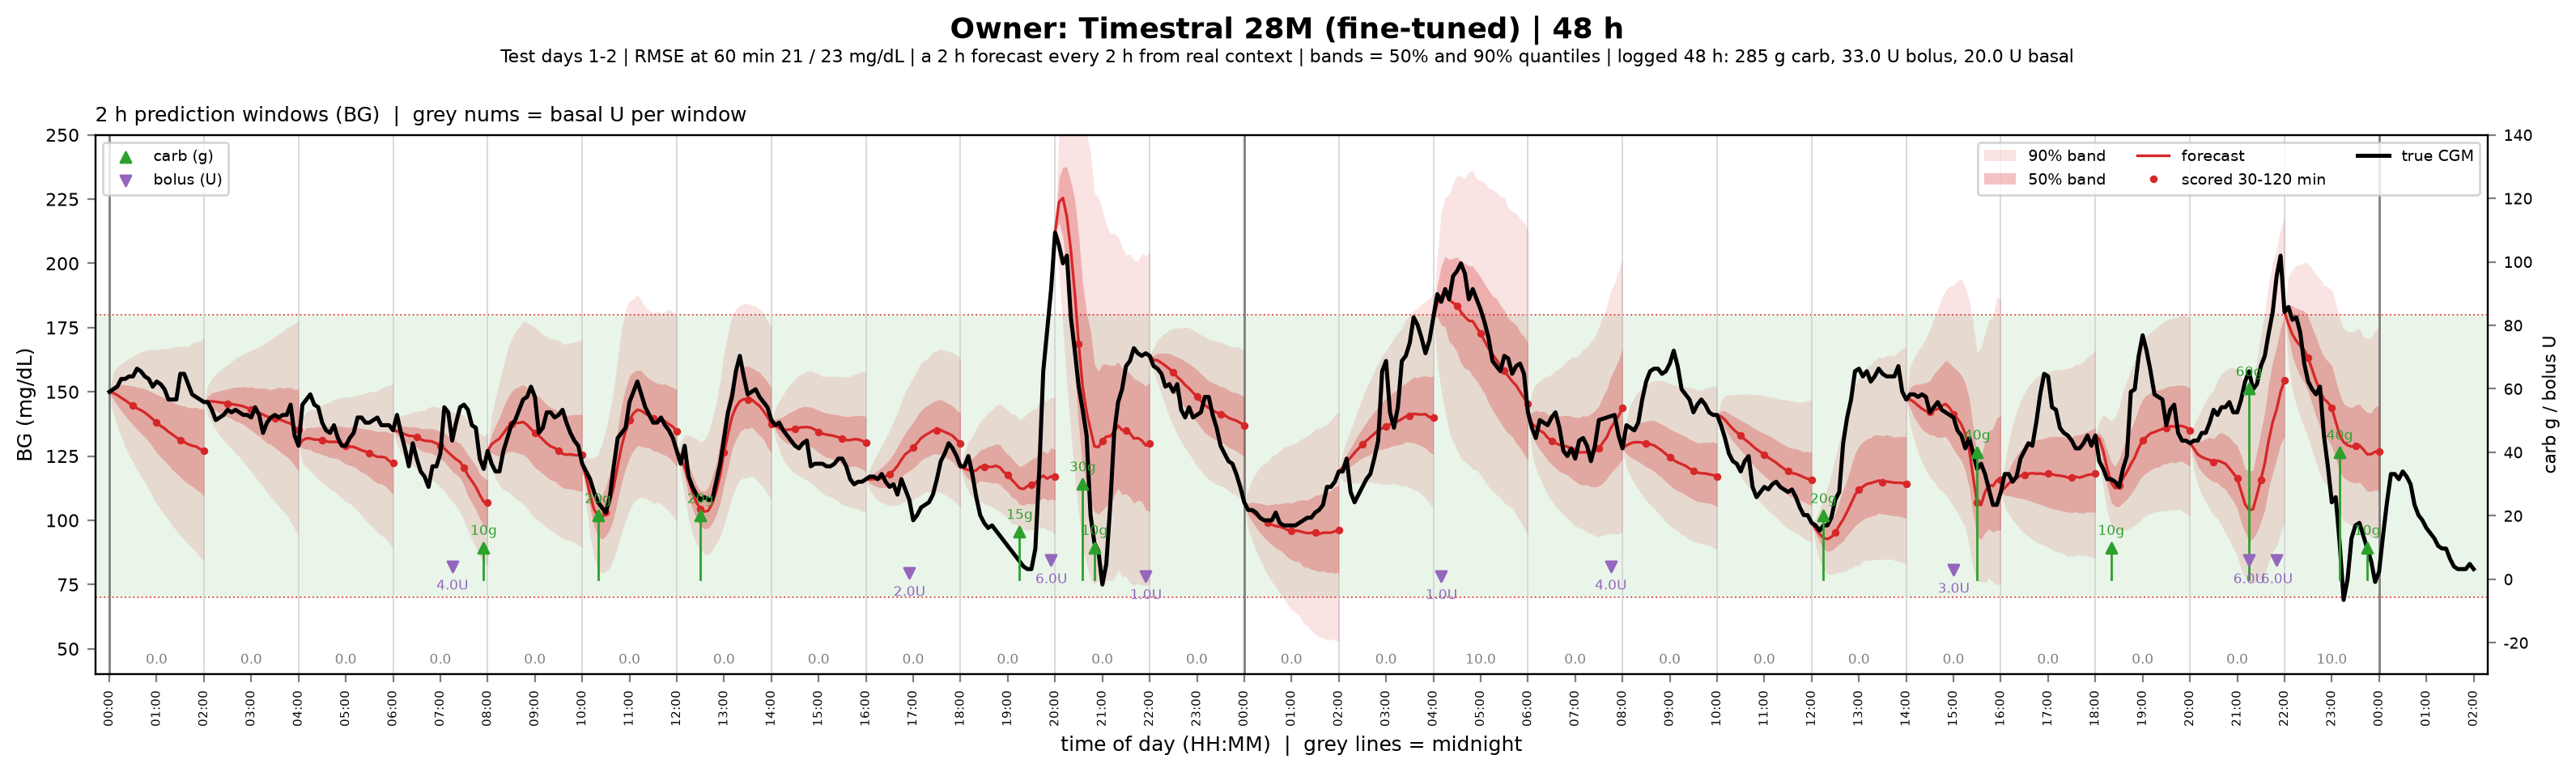 Owner: Timestral 28M (fine-tuned) | 48 h
Test days 1-2 | RMSE at 60 min 21 / 23 mg/dL | a 2 h forecast every 2 h from real context | bands = 50% and 90% quantiles | logged 48 h: 285 g carb, 33.0 U bolus, 20.0 U basal
2 h prediction windows (BG) | grey nums = basal U per window
carb (g)
bolus (U)
90% band
50% band
forecast
scored 30-120 min
true CGM
BG (mg/dL)
250
225
200
175
150
125
100
75
50
140
120
100
80
60
40
20
0
-20
carb g / bolus U
4.0U
10g
20g
20g
2.0U
15g
6.0U
30g
10g
1.0U
1.0U
4.0U
20g
3.0U
40g
10g
60g
6.0U
6.0U
40g
10g
0.0 0.0 0.0 0.0 0.0 0.0 0.0 0.0 0.0 0.0 0.0 0.0 0.0 0.0 10.0 0.0 0.0 0.0 0.0 0.0 0.0 0.0 0.0 10.0
00:00 01:00 02:00 03:00 04:00 05:00 06:00 07:00 08:00 09:00 10:00 11:00 12:00 13:00 14:00 15:00 16:00 17:00 18:00 19:00 20:00 21:00 22:00 23:00 00:00 01:00 02:00 03:00 04:00 05:00 06:00 07:00 08:00 09:00 10:00 11:00 12:00 13:00 14:00 15:00 16:00 17:00 18:00 19:00 20:00 21:00 22:00 23:00 00:00 01:00 02:00
time of day (HH:MM) | grey lines = midnight